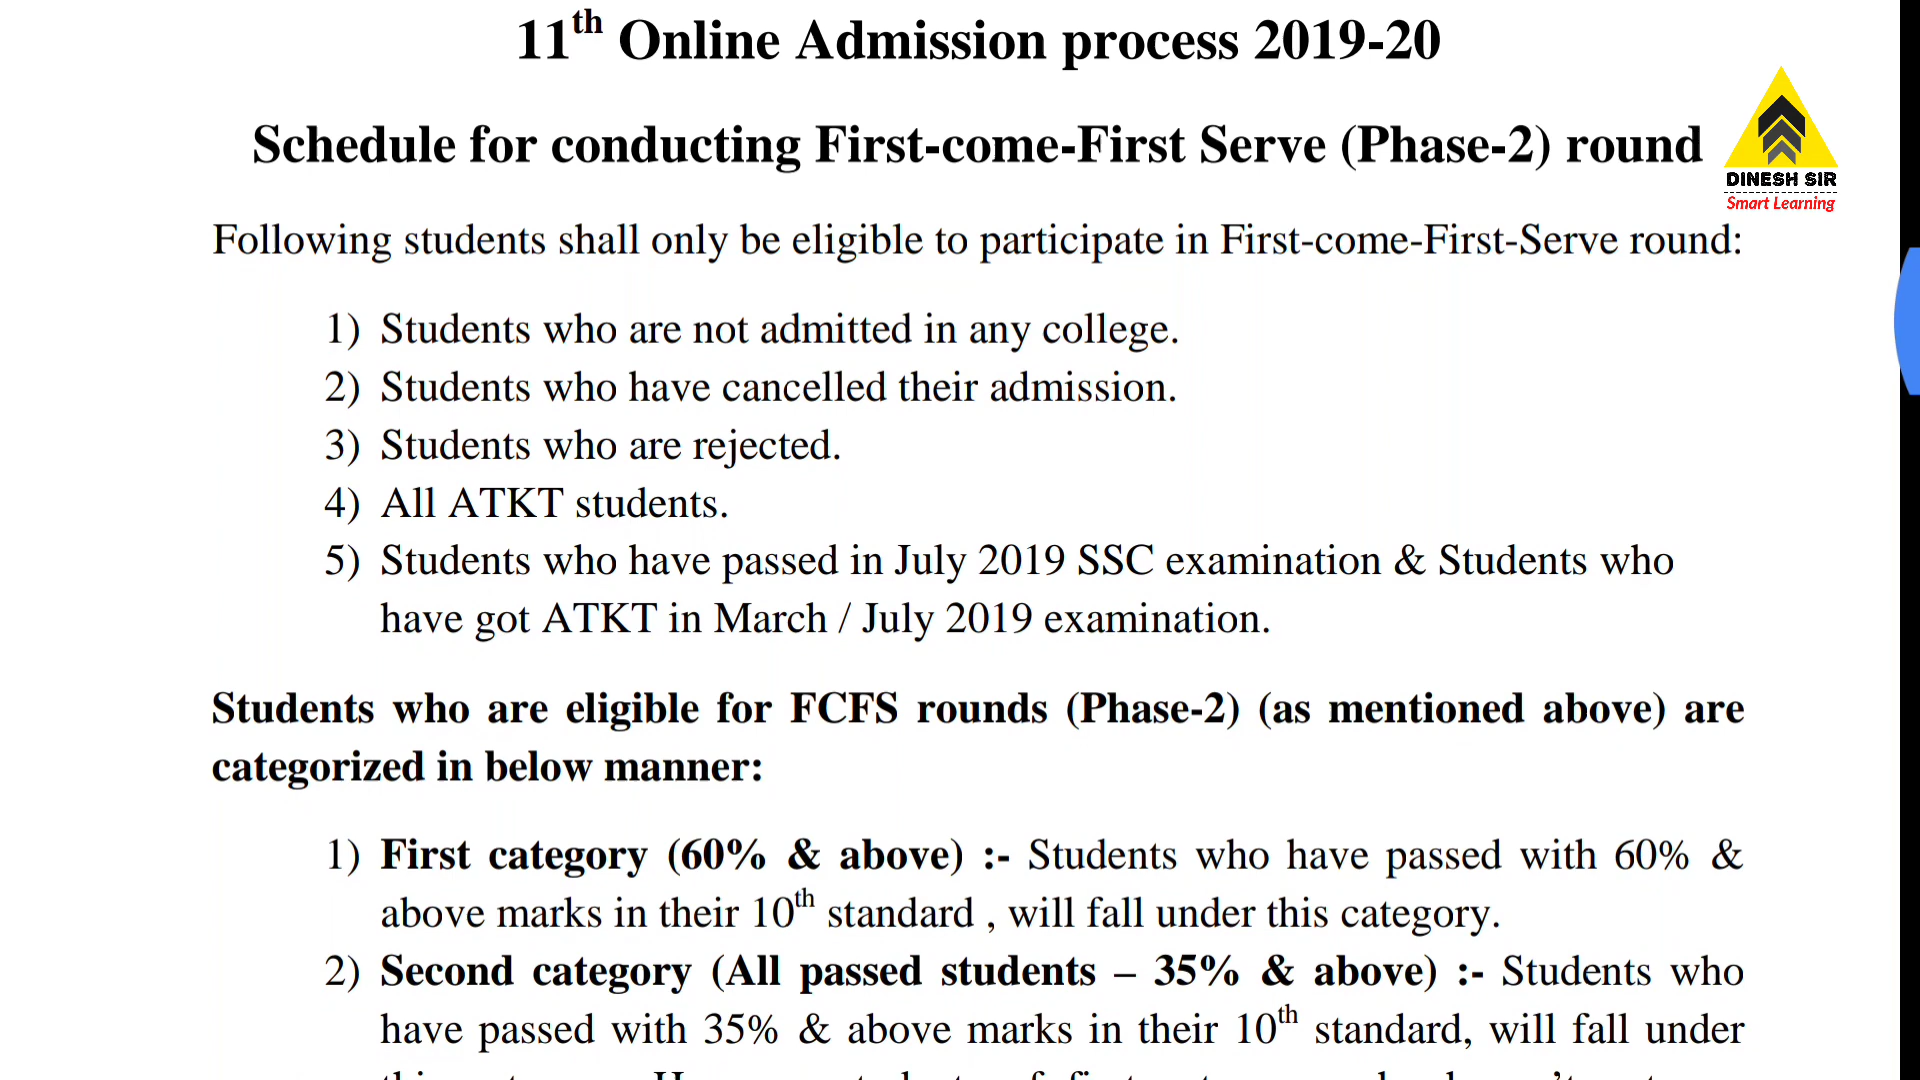 11th Online Admission process 2019-20
Schedule for conducting First-come-First Serve (Phase-2) round
DINESH SIR
Smart Learning
Following students shall only be eligible to participate in First-come-First-Serve round:
1) Students who are not admitted in any college.
2) Students who have cancelled their admission.
3) Students who are rejected.
4) All ATKT students.
5) Students who have passed in July 2019 SSC examination & Students who
have got ATKT in March / July 2019 examination.
Students who are eligible for FCFS rounds (Phase-2) (as mentioned above) are
categorized in below manner:
1) First category (60% & above) :- Students who have passed with 60% &
above marks in their 10th standard , will fall under this category.
2) Second category (All passed students – 35% & above) :- Students who
have passed with 35% & above marks in their 10th standard, will fall under